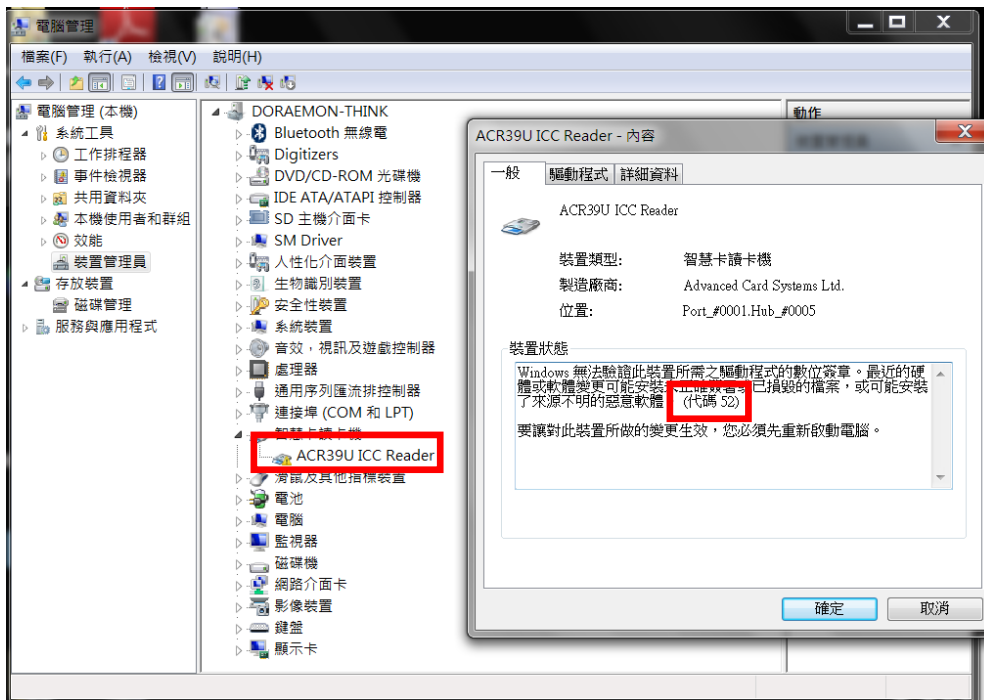 電腦管理
檔案(F) 執行(A) 檢視(V) 說明(H)
電腦管理 (本機)
系統工具
工作排程器
事件檢視器
共用資料夾
本機使用者和群組
效能
裝置管理員
存放裝置
磁碟管理
服務與應用程式
DORAEMON-THINK
Bluetooth 無線電
Digitizers
DVD/CD-ROM 光碟機
IDE ATA/ATAPI 控制器
SD 主機介面卡
SM Driver
人性化介面裝置
生物識別裝置
安全性裝置
系統裝置
音效，視訊及遊戲控制器
處理器
通用序列匯流排控制器
連接埠 (COM 和 LPT)
智慧卡讀卡機
ACR39U ICC Reader
滑鼠及其他指標裝置
電池
電腦
監視器
磁碟機
網路介面卡
影像裝置
鍵盤
顯示卡
動作
ACR39U ICC Reader - 內容
一般 驅動程式 詳細資料
ACR39U ICC Reader
裝置類型: 智慧卡讀卡機
製造廠商: Advanced Card Systems Ltd.
位置: Port_#0001.Hub_#0005
裝置狀態
Windows 無法驗證此裝置所需之驅動程式的數位簽章。最近的硬
體或軟體變更可能安裝 已損毀的檔案，或可能安裝
了來源不明的惡意軟體 (代碼 52)
要讓對此裝置所做的變更生效，您必須先重新啟動電腦。
確定 取消